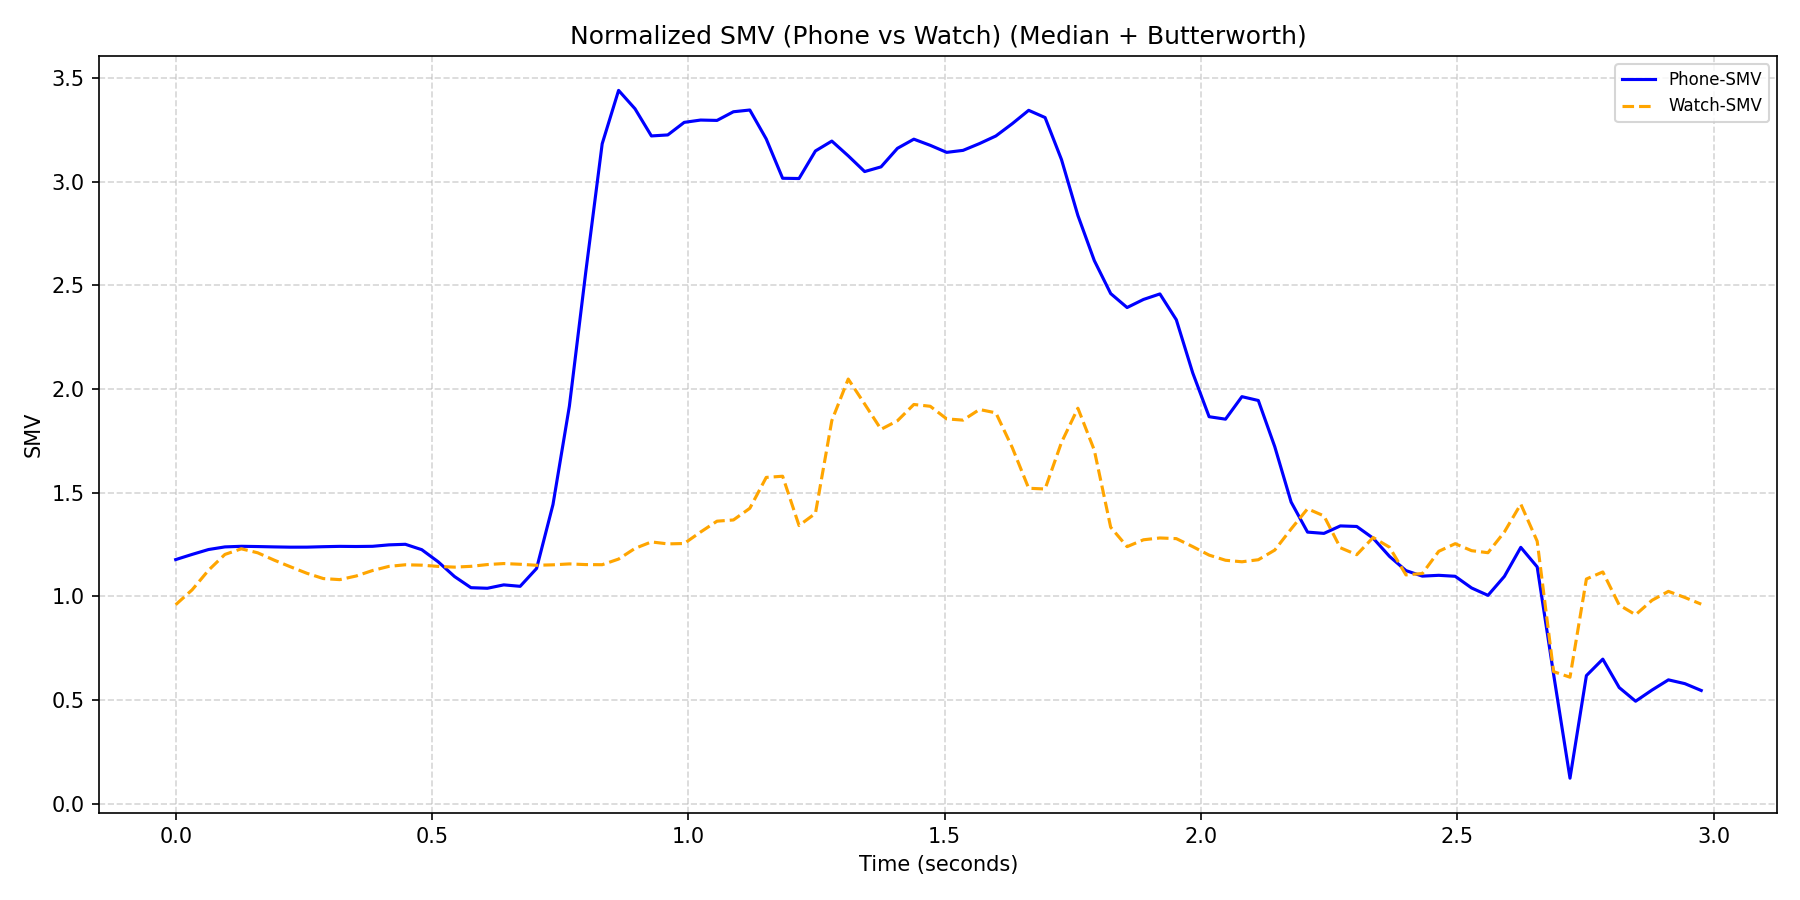 Normalized SMV (Phone vs Watch) (Median + Butterworth)
Phone-SMV
Watch-SMV
3.5
3.0
2.5
2.0
1.5
1.0
0.5
0.0
SMV
0.0 0.5 1.0 1.5 2.0 2.5 3.0
Time (seconds)